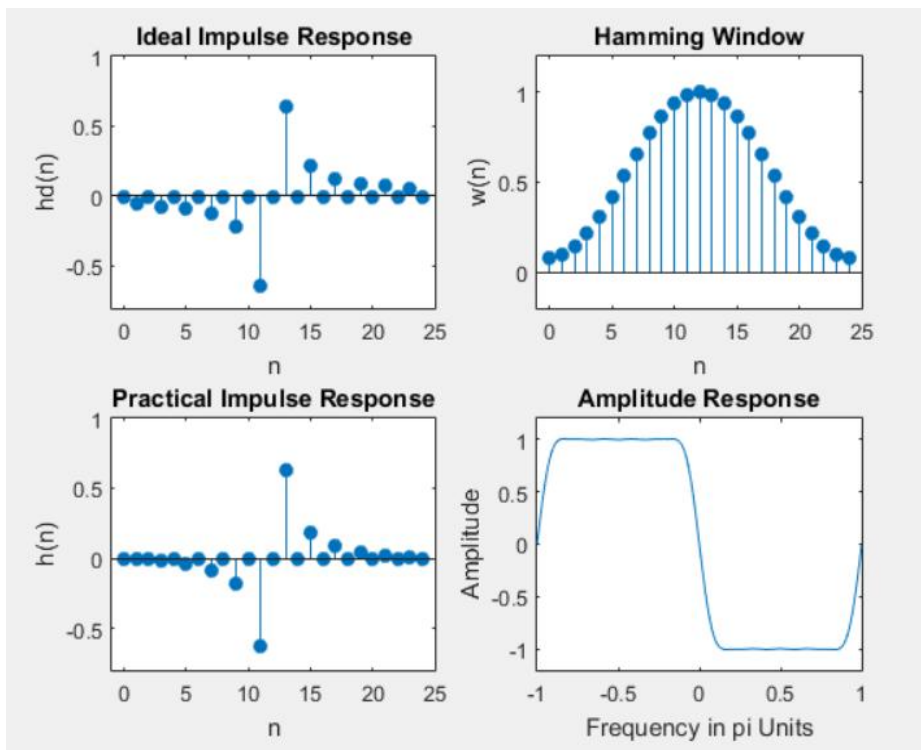 Ideal Impulse Response
1
0.5
0
-0.5
hd(n)
0 5 10 15 20 25
n
Hamming Window
1
0.5
0
w(n)
0 5 10 15 20 25
n
Practical Impulse Response
1
0.5
0
-0.5
h(n)
0 5 10 15 20 25
n
Amplitude Response
1
0.5
0
-0.5
-1
Amplitude
-1 -0.5 0 0.5 1
Frequency in pi Units